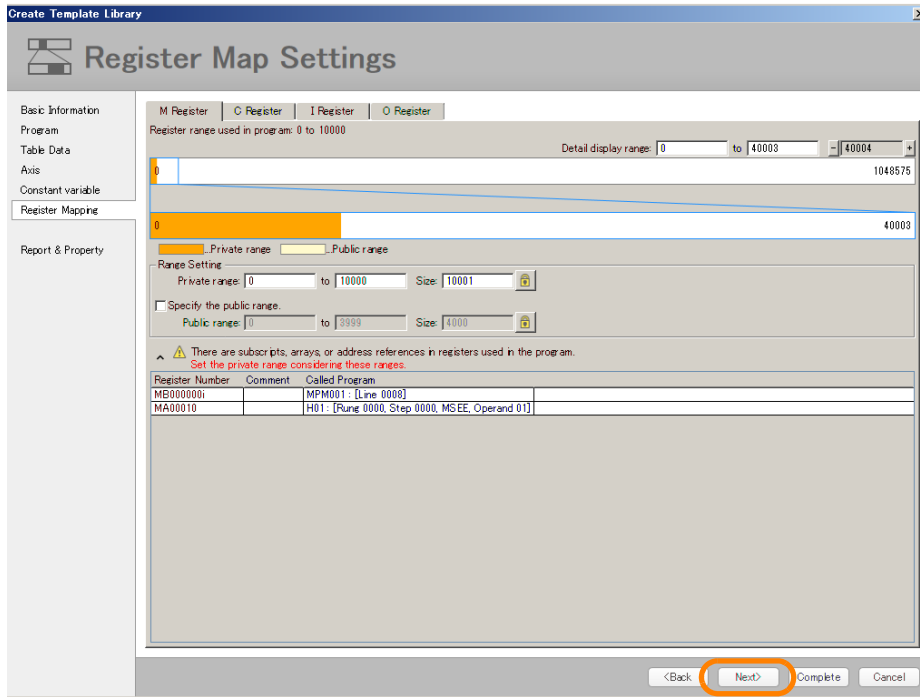 Create Template Library
Register Map Settings
Basic Information
Program
Table Data
Axis
Constant variable
Register Mapping
Report & Property
M Register C Register I Register O Register
Register range used in program: 0 to 10000
Detail display range: 0 to 40003 - 40004 +
0 1048575
0 40003
...Private range ...Public range
Range Setting
Private range: 0 to 10000 Size: 10001
Specify the public range.
Public range: 0 to 3999 Size: 4000
There are subscripts, arrays, or address references in registers used in the program.
Set the private range considering these ranges.
Register Number Comment Called Program
MB000000i MPM001 : [Line 0008]
MA00010 H01 : [Rung 0000, Step 0000, MSEE, Operand 01]
<Back Next> Complete Cancel